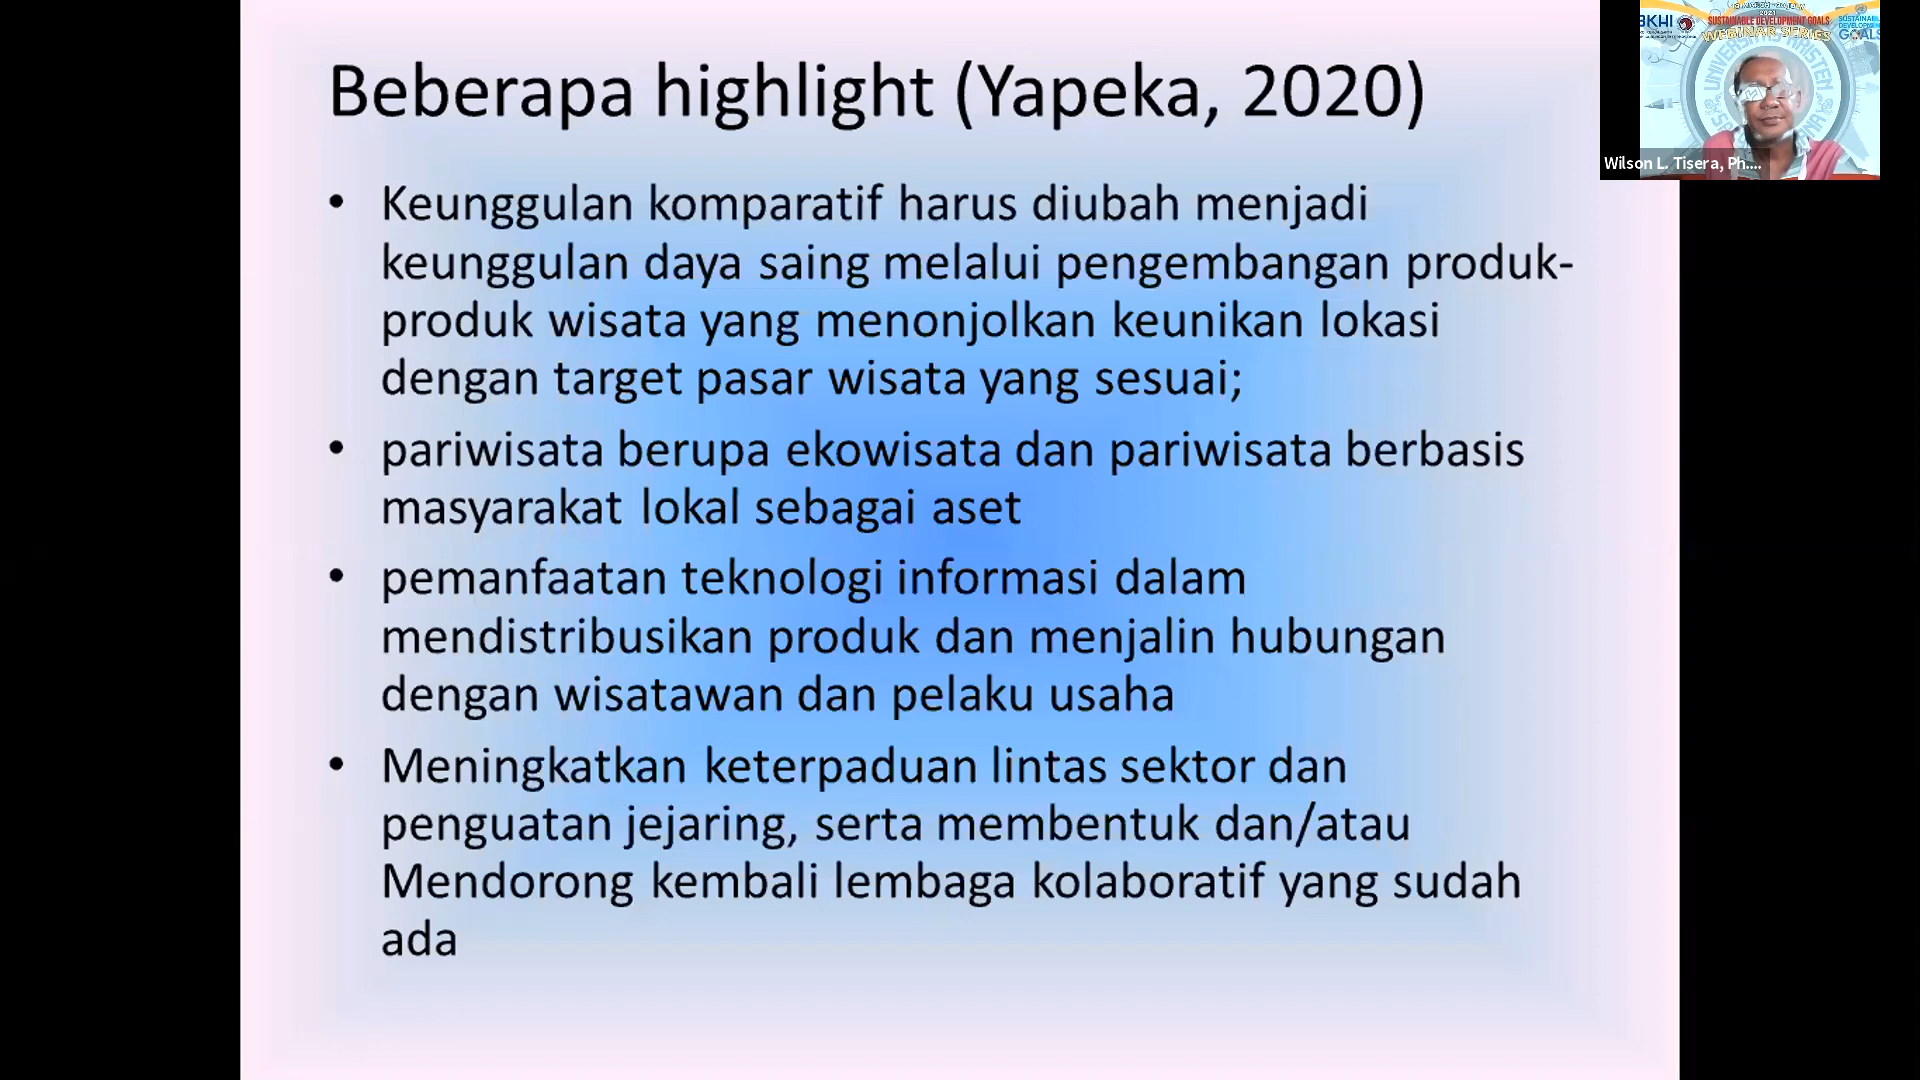 Beberapa highlight (Yapeka, 2020)
• Keunggulan komparatif harus diubah menjadi
keunggulan daya saing melalui pengembangan produk-
produk wisata yang menonjolkan keunikan lokasi
dengan target pasar wisata yang sesuai;
• pariwisata berupa ekowisata dan pariwisata berbasis
masyarakat lokal sebagai aset
• pemanfaatan teknologi informasi dalam
mendistribusikan produk dan menjalin hubungan
dengan wisatawan dan pelaku usaha
• Meningkatkan keterpaduan lintas sektor dan
penguatan jejaring, serta membentuk dan/atau
Mendorong kembali lembaga kolaboratif yang sudah
ada
BKHI
2021
SUSTAINABLE DEVELOPMENT GOALS
WEBINAR SERIES
GOALS
UNIVERSITAS KRISTEN
Wilson L. Tisera, Ph....